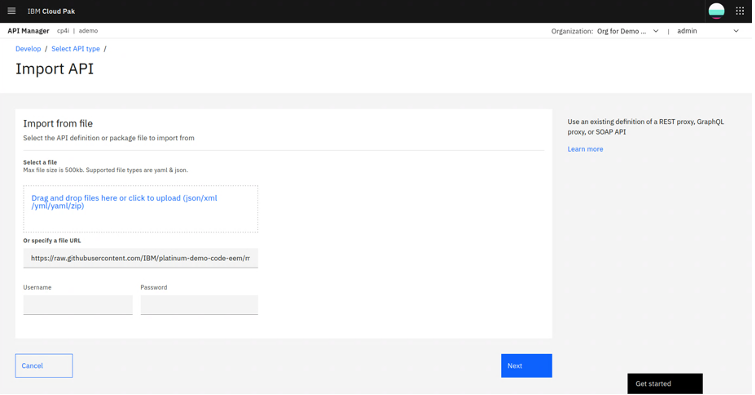 IBM Cloud Pak
API Manager cp4i | ademo
Organization: Org for Demo ... | admin
Develop / Select API type /
Import API
Import from file
Select the API definition or package file to import from
Select a file
Max file size is 500kb. Supported file types are yaml & json.
Drag and drop files here or click to upload (json/xml
/yml/yaml/zip)
Or specify a file URL
https://raw.githubusercontent.com/IBM/platinum-demo-code-eem/m
Username
Password
Cancel
Next
Use an existing definition of a REST proxy, GraphQL
proxy, or SOAP API
Learn more
Get started